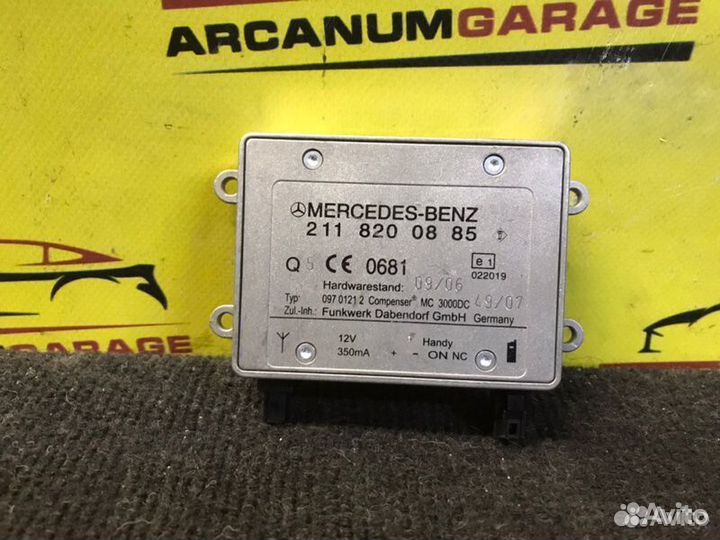 ARCANUMGARAGE
MERCEDES-BENZ
211 820 08 85
Q 5 CE 0681
e1
022019
Hardwarestand: 09/06
Typ 097 0121 2 Compenser® MC 3000DC 49/07
Zul.-Inh.: Funkwerk Dabendorf GmbH Germany
12V Handy
350mA + - ON NC
GARAGE
Avito